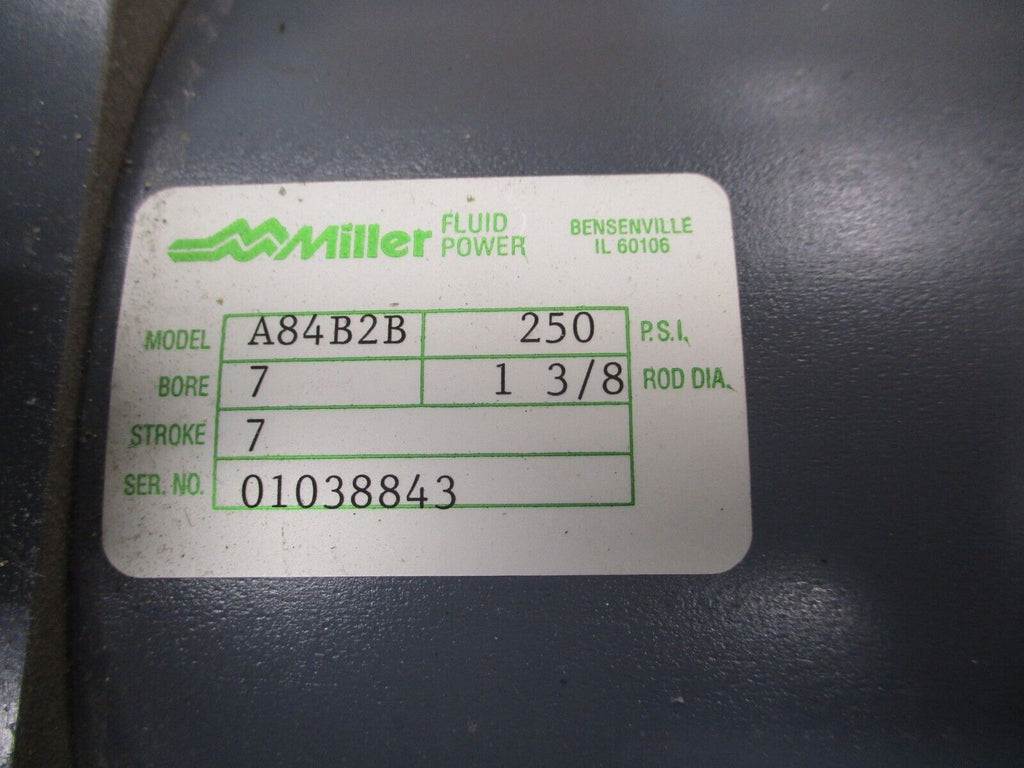 Miller FLUID POWER BENSENVILLE IL 60106
MODEL A84B2B 250 P.S.I.
BORE 7 1 3/8 ROD DIA.
STROKE 7
SER. NO. 01038843